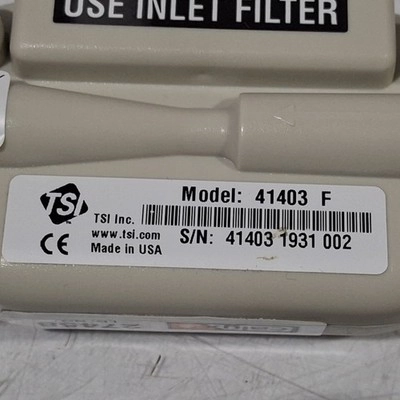 USE INLET FILTER
TSI
Model: 41403 F
TSI Inc.
www.tsi.com
Made in USA
CE
S/N: 41403 1931 002